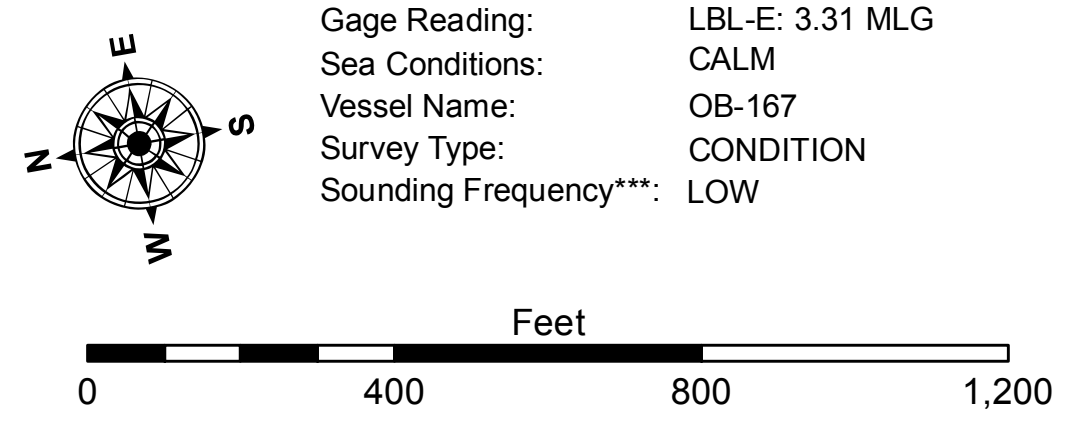 E
S
N
W
Gage Reading: LBL-E: 3.31 MLG
Sea Conditions: CALM
Vessel Name: OB-167
Survey Type: CONDITION
Sounding Frequency***: LOW
Feet
0 400 800 1,200